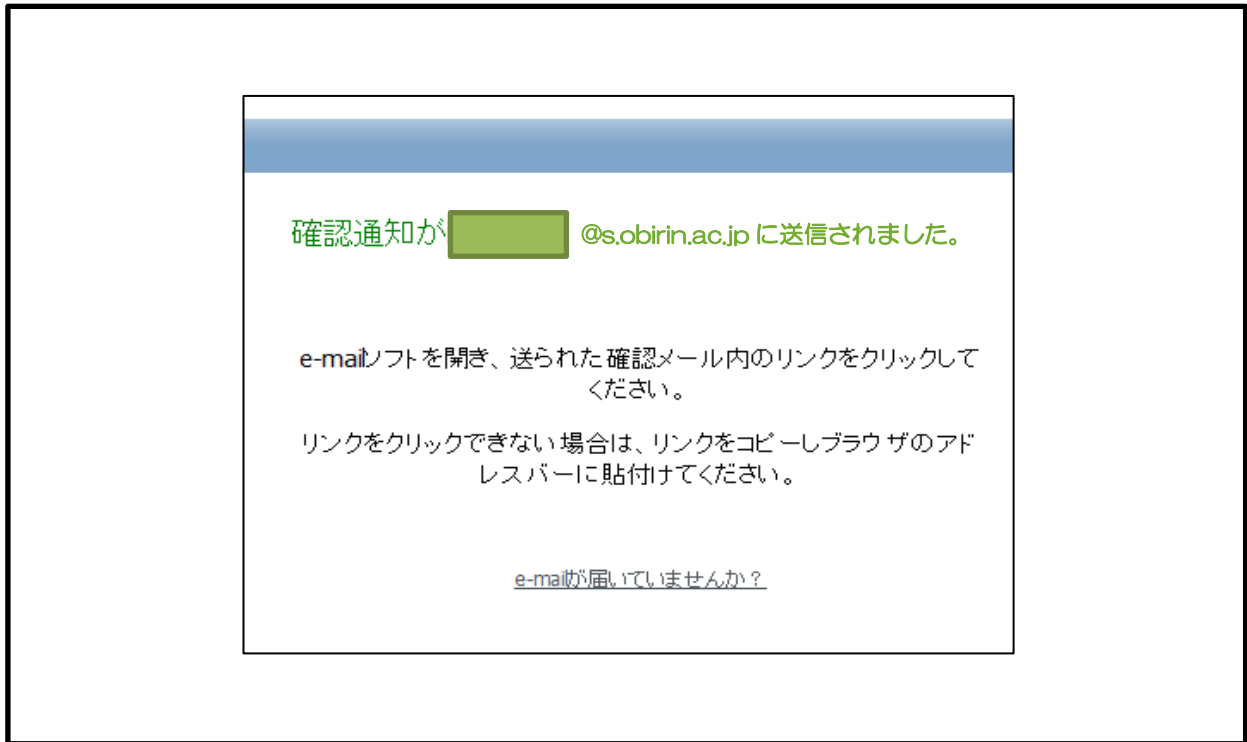 確認通知が @s.obirin.ac.jp に送信されました。
e-mailソフトを開き、送られた確認メール内のリンクをクリックして
ください。
リンクをクリックできない場合は、リンクをコピーしブラウザのアド
レスバーに貼付けてください。
e-mailが届いていませんか？